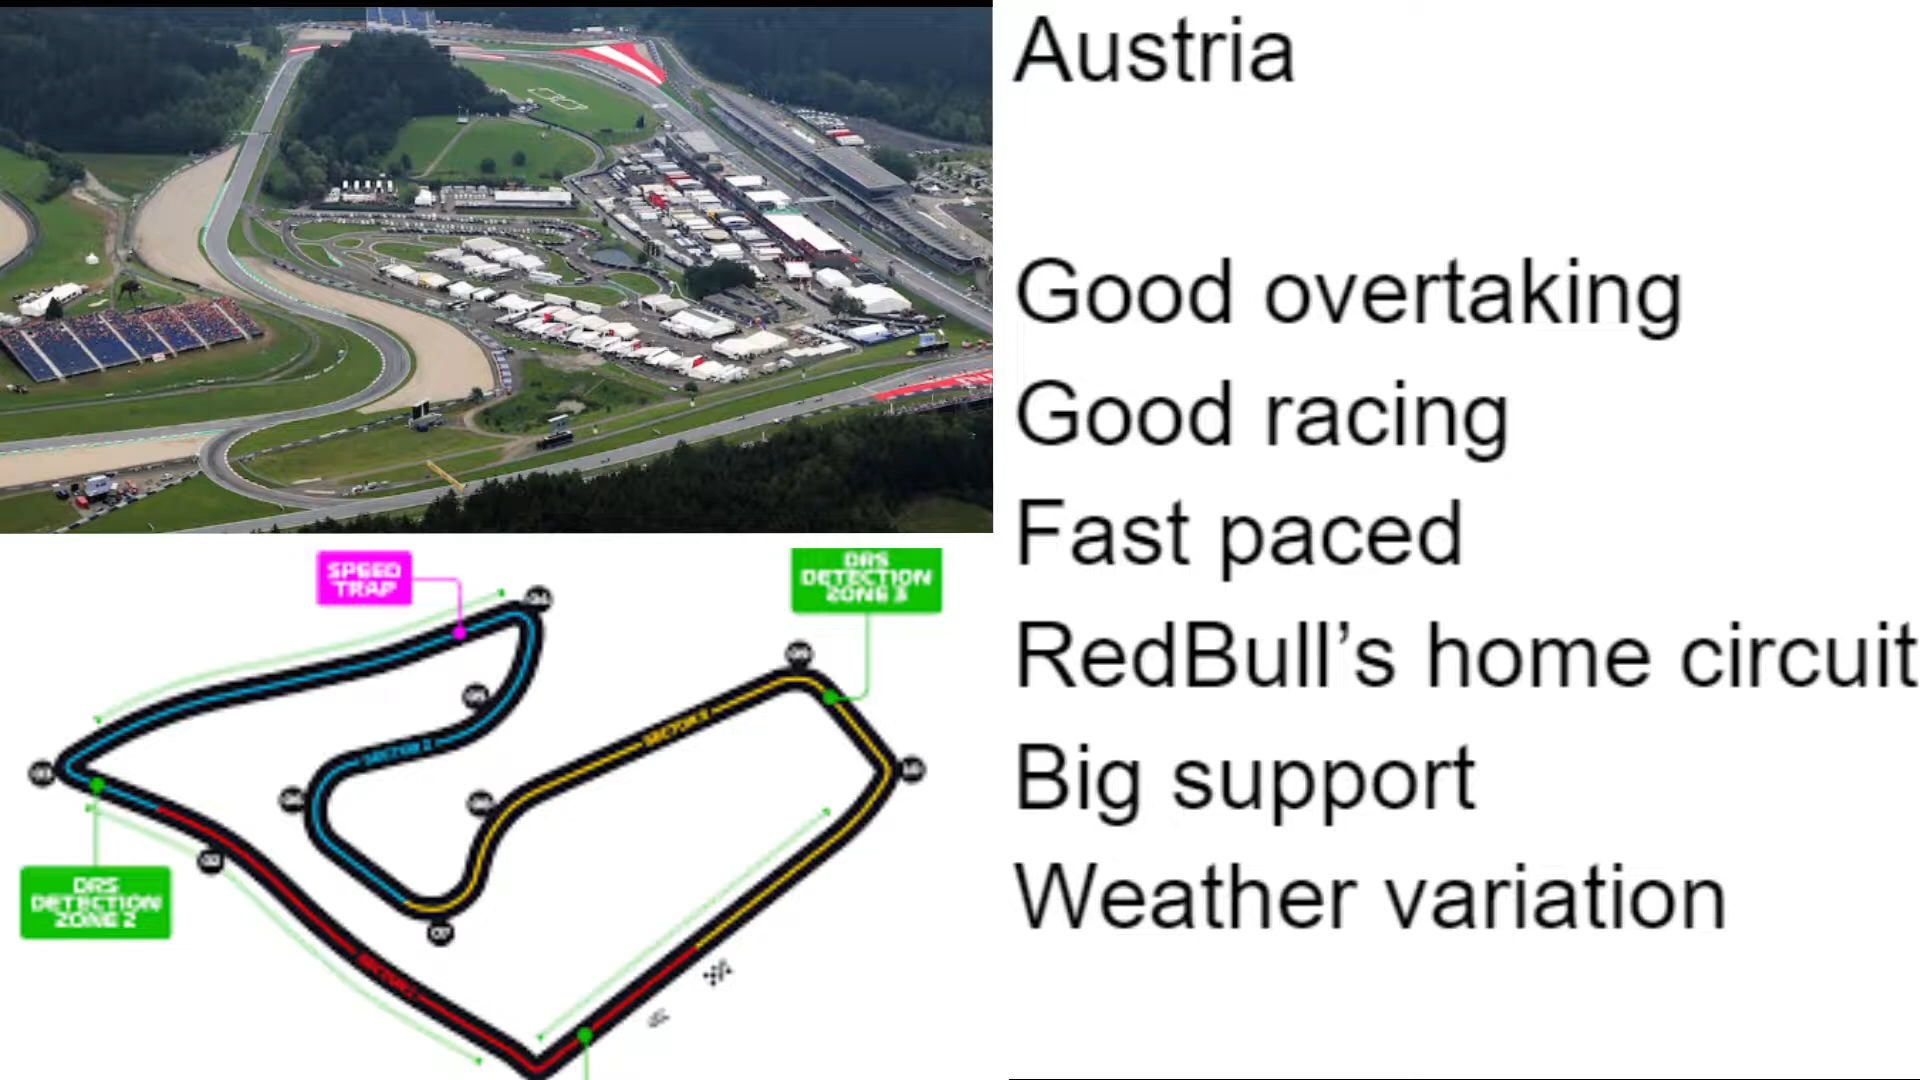 Austria
Good overtaking
Good racing
Fast paced
RedBull’s home circuit
Big support
Weather variation
SPEED
TRAP
DRS
DETECTION
ZONE 3
DRS
DETECTION
ZONE 2